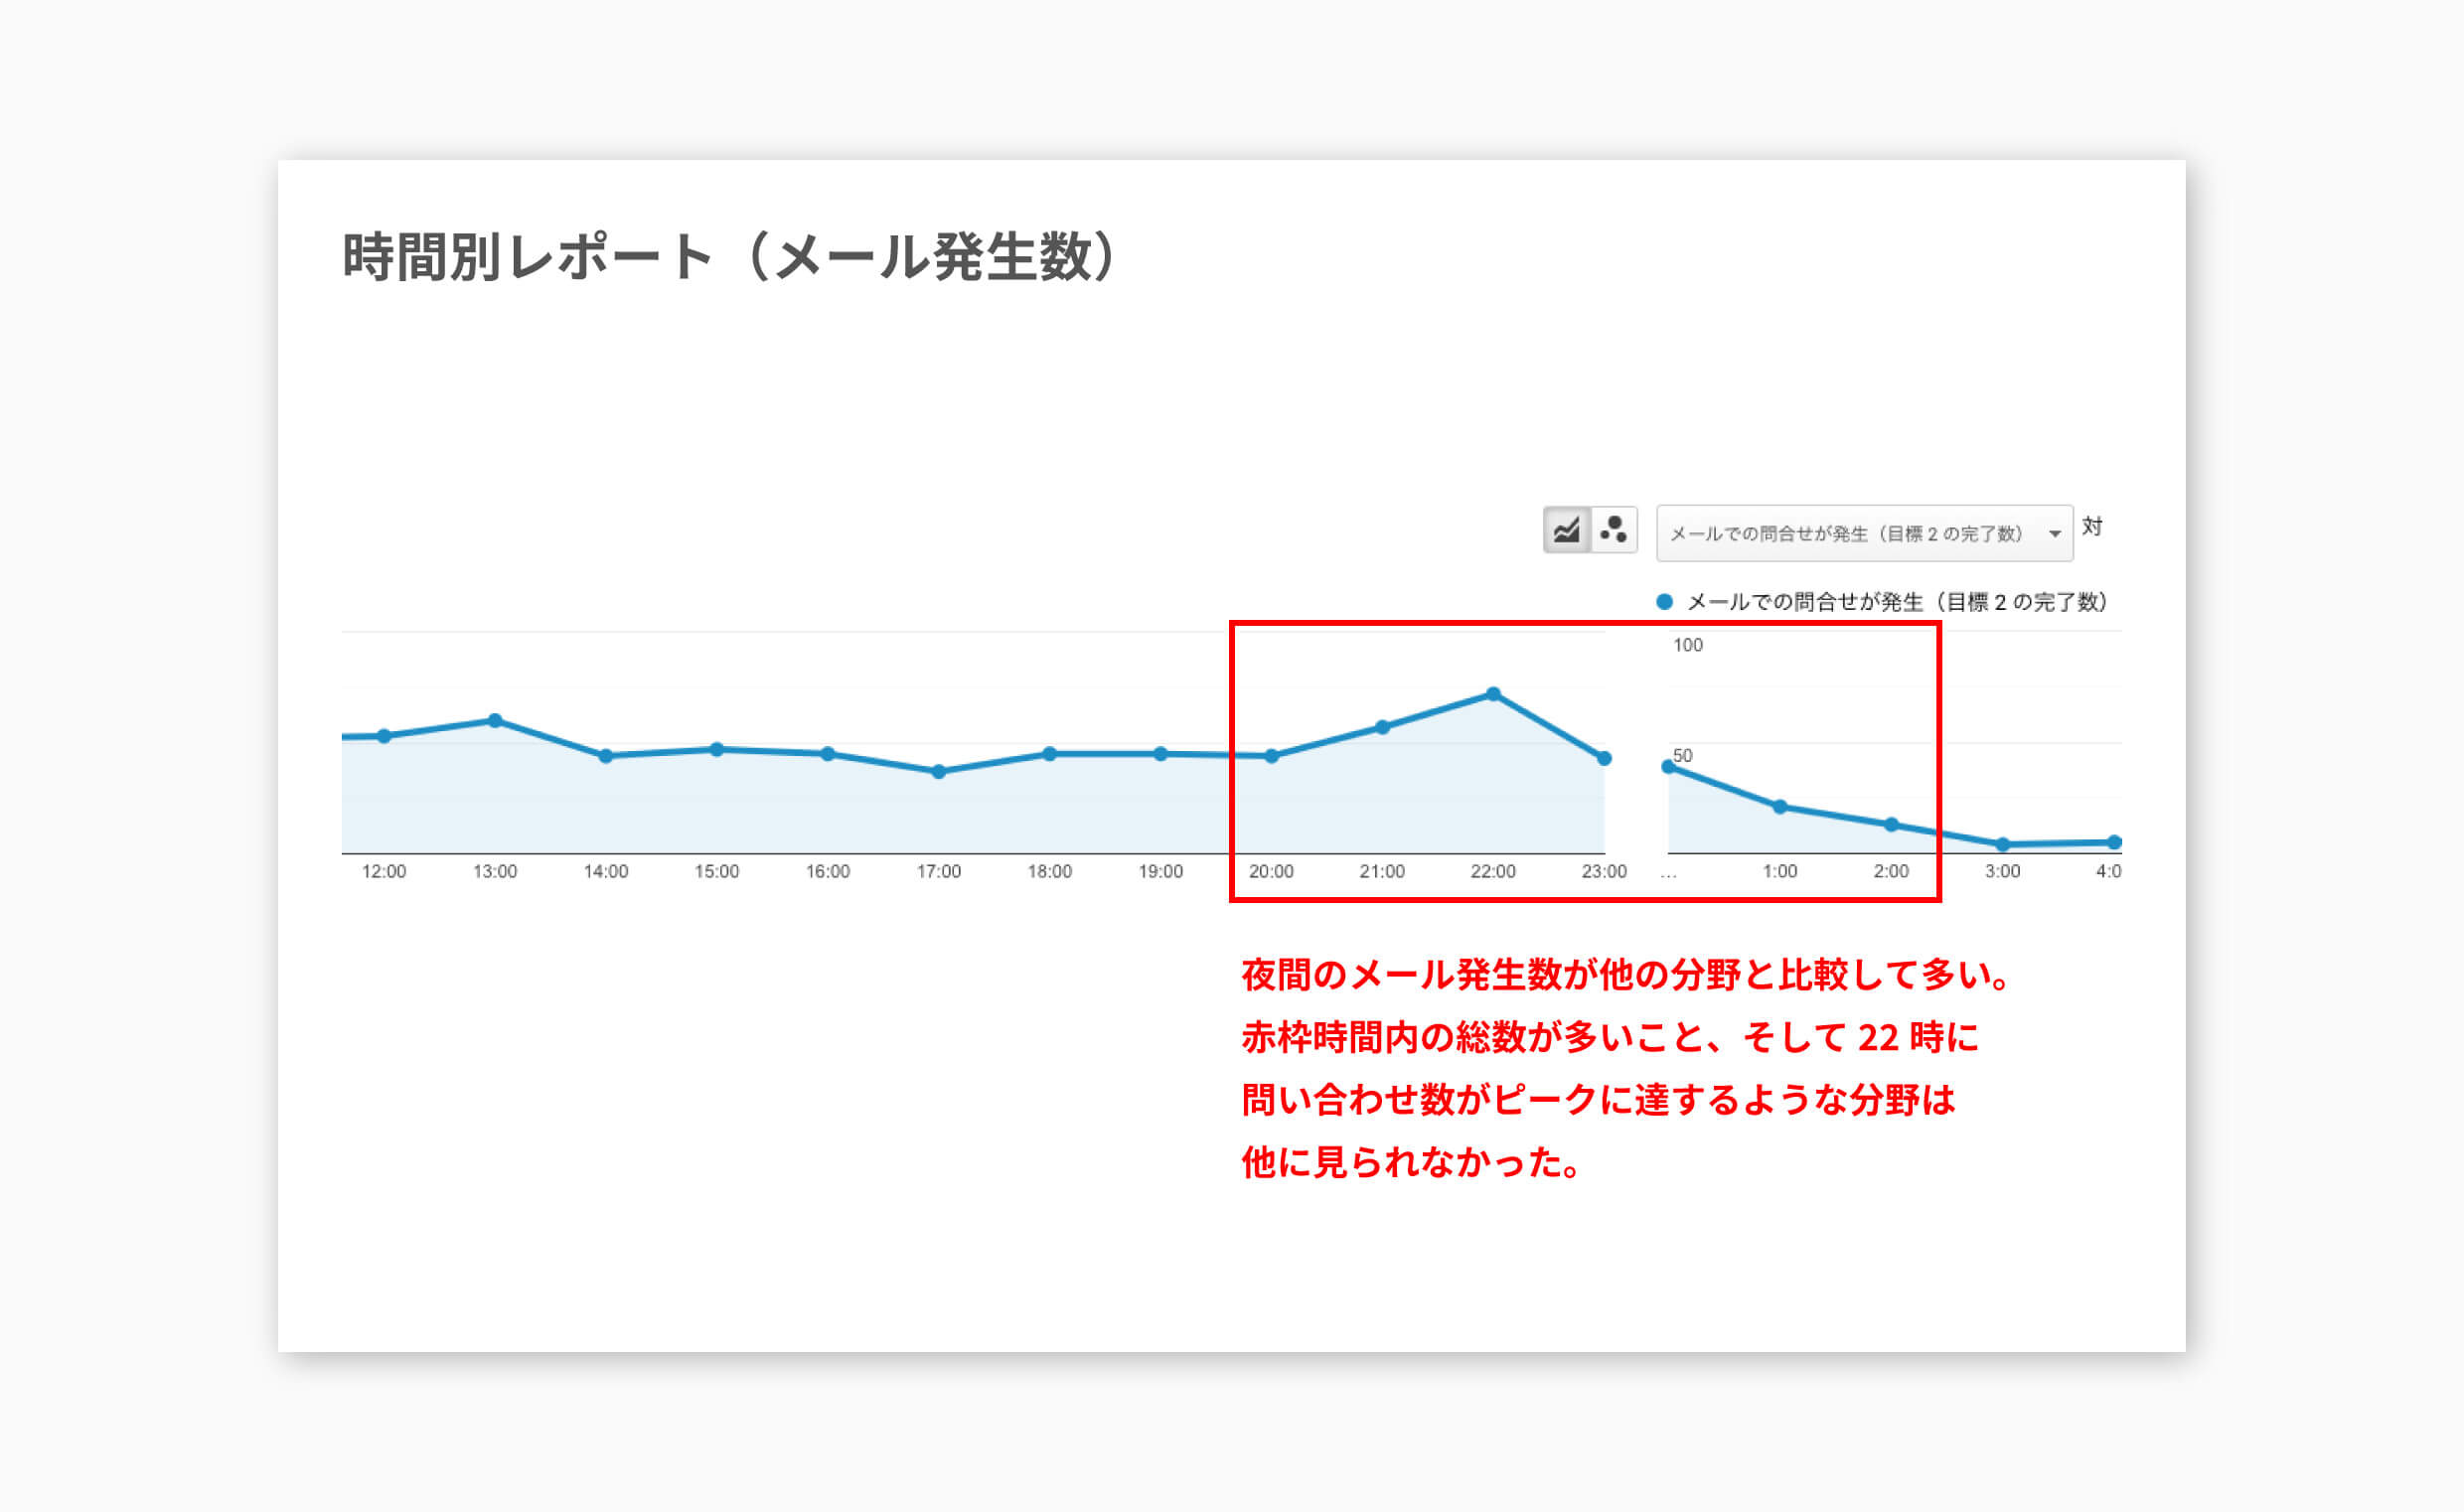 時間別レポート（メール発生数）
メールでの問合せが発生（目標 2 の完了数）
対
メールでの問合せが発生（目標 2 の完了数）
100
50
12:00 13:00 14:00 15:00 16:00 17:00 18:00 19:00 20:00 21:00 22:00 23:00 … 1:00 2:00 3:00 4:0
夜間のメール発生数が他の分野と比較して多い。
赤枠時間内の総数が多いこと、そして 22 時に
問い合わせ数がピークに達するような分野は
他に見られなかった。